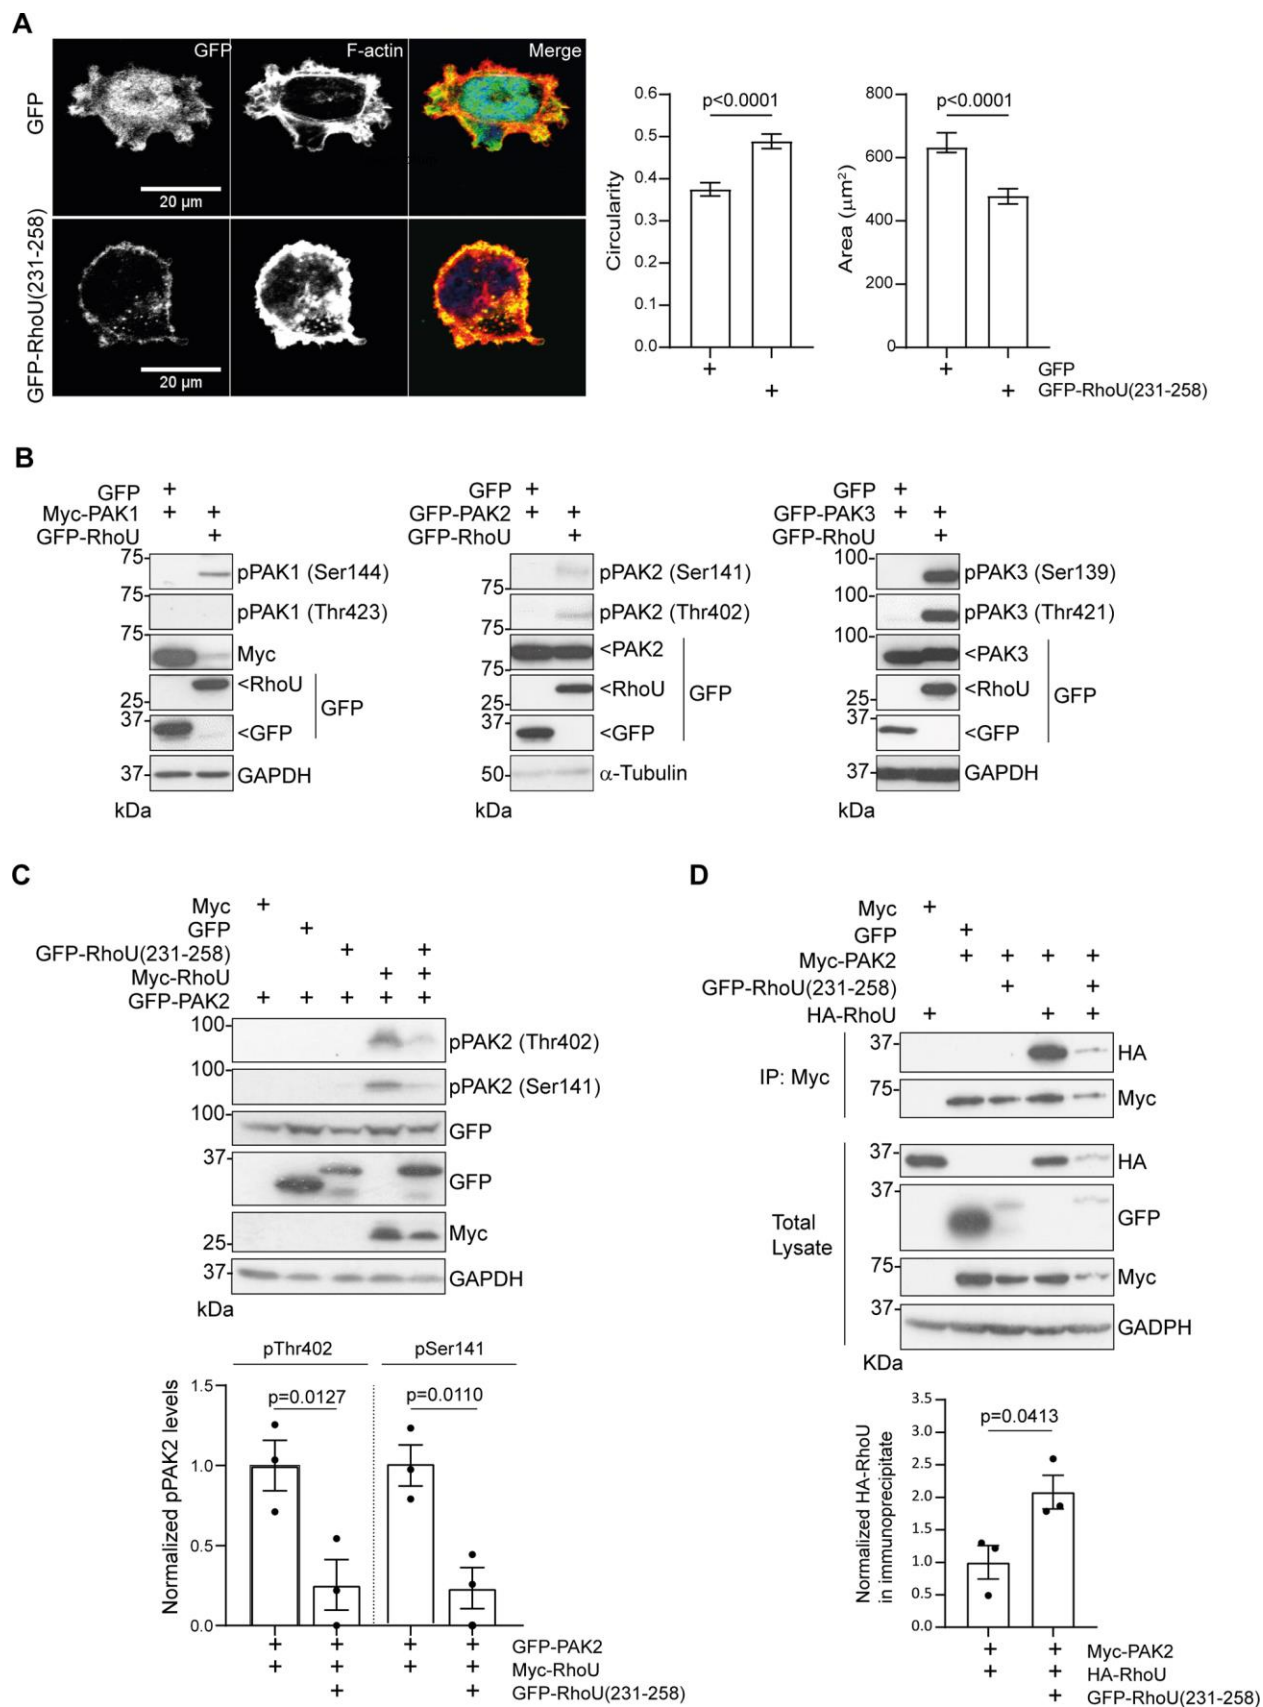 A
GFP
F-actin
Merge
GFP
20 µm
GFP-RhoU(231-258)
20 µm
Circularity
0.6
0.5
0.4
0.3
0.2
0.1
0.0
p<0.0001
+
+
Area (µm²)
800
600
400
200
0
p<0.0001
+ GFP
+ GFP-RhoU(231-258)
B
GFP +
Myc-PAK1 + +
GFP-RhoU +
75- pPAK1 (Ser144)
75- pPAK1 (Thr423)
75- Myc
25- <RhoU
37- <GFP
GFP
37- GAPDH
kDa
GFP +
GFP-PAK2 + +
GFP-RhoU +
75- pPAK2 (Ser141)
75- pPAK2 (Thr402)
75- <PAK2
25- <RhoU
37- <GFP
GFP
50- α-Tubulin
kDa
GFP +
GFP-PAK3 + +
GFP-RhoU +
100- pPAK3 (Ser139)
100- pPAK3 (Thr421)
100- <PAK3
25- <RhoU
37- <GFP
GFP
37- GAPDH
kDa
C
Myc +
GFP +
GFP-RhoU(231-258) + +
Myc-RhoU + +
GFP-PAK2 + + + + +
100- pPAK2 (Thr402)
100- pPAK2 (Ser141)
100- GFP
37- GFP
25- Myc
37- GAPDH
kDa
pThr402 pSer141
Normalized pPAK2 levels
1.5
1.0
0.5
0.0
p=0.0127 p=0.0110
+ + + + GFP-PAK2
+ + + + Myc-RhoU
+ + GFP-RhoU(231-258)
D
Myc +
GFP +
Myc-PAK2 + + + +
GFP-RhoU(231-258) + +
HA-RhoU + + +
IP: Myc
37- HA
75- Myc
Total
Lysate
37- HA
37- GFP
75- Myc
37- GADPH
KDa
Normalized HA-RhoU
in immunoprecipitate
3.5
3.0
2.5
2.0
1.5
1.0
0.5
0.0
p=0.0413
+ + Myc-PAK2
+ + HA-RhoU
+ GFP-RhoU(231-258)